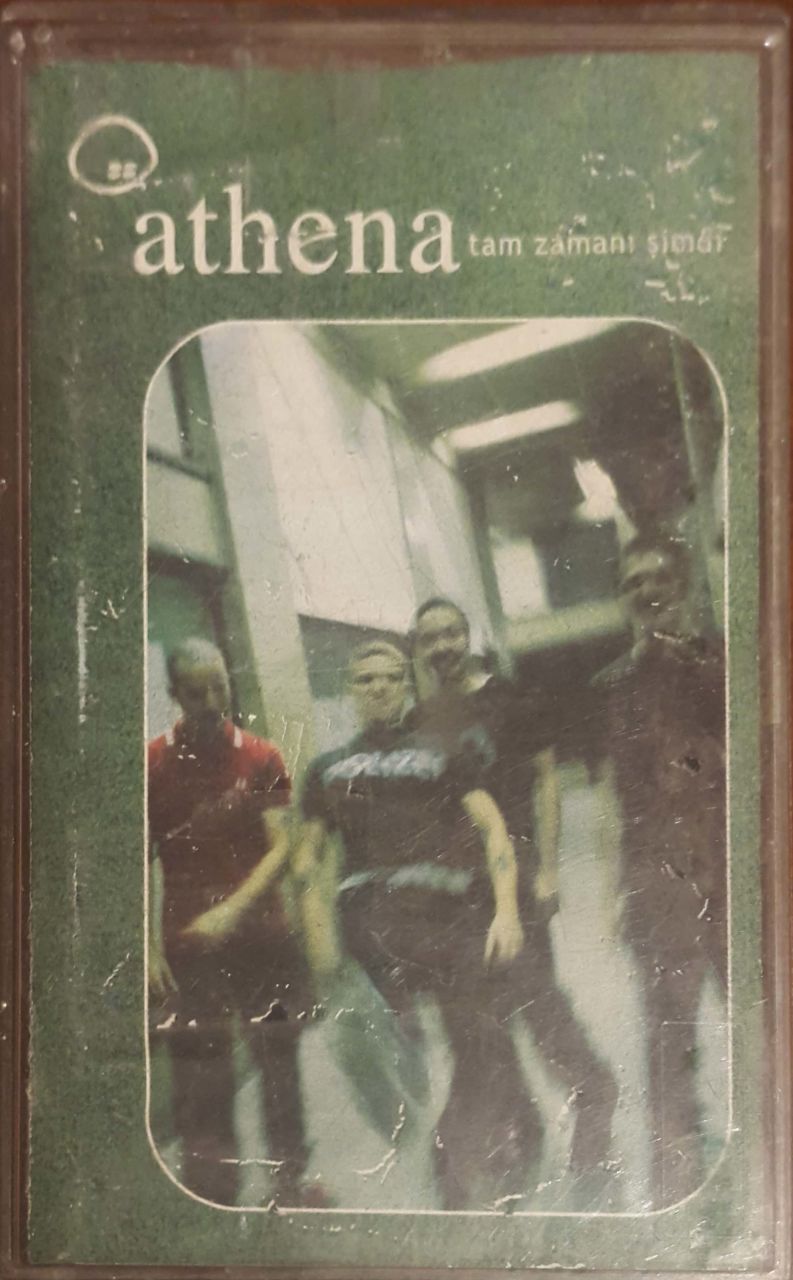 athena tam zamanı şimdi